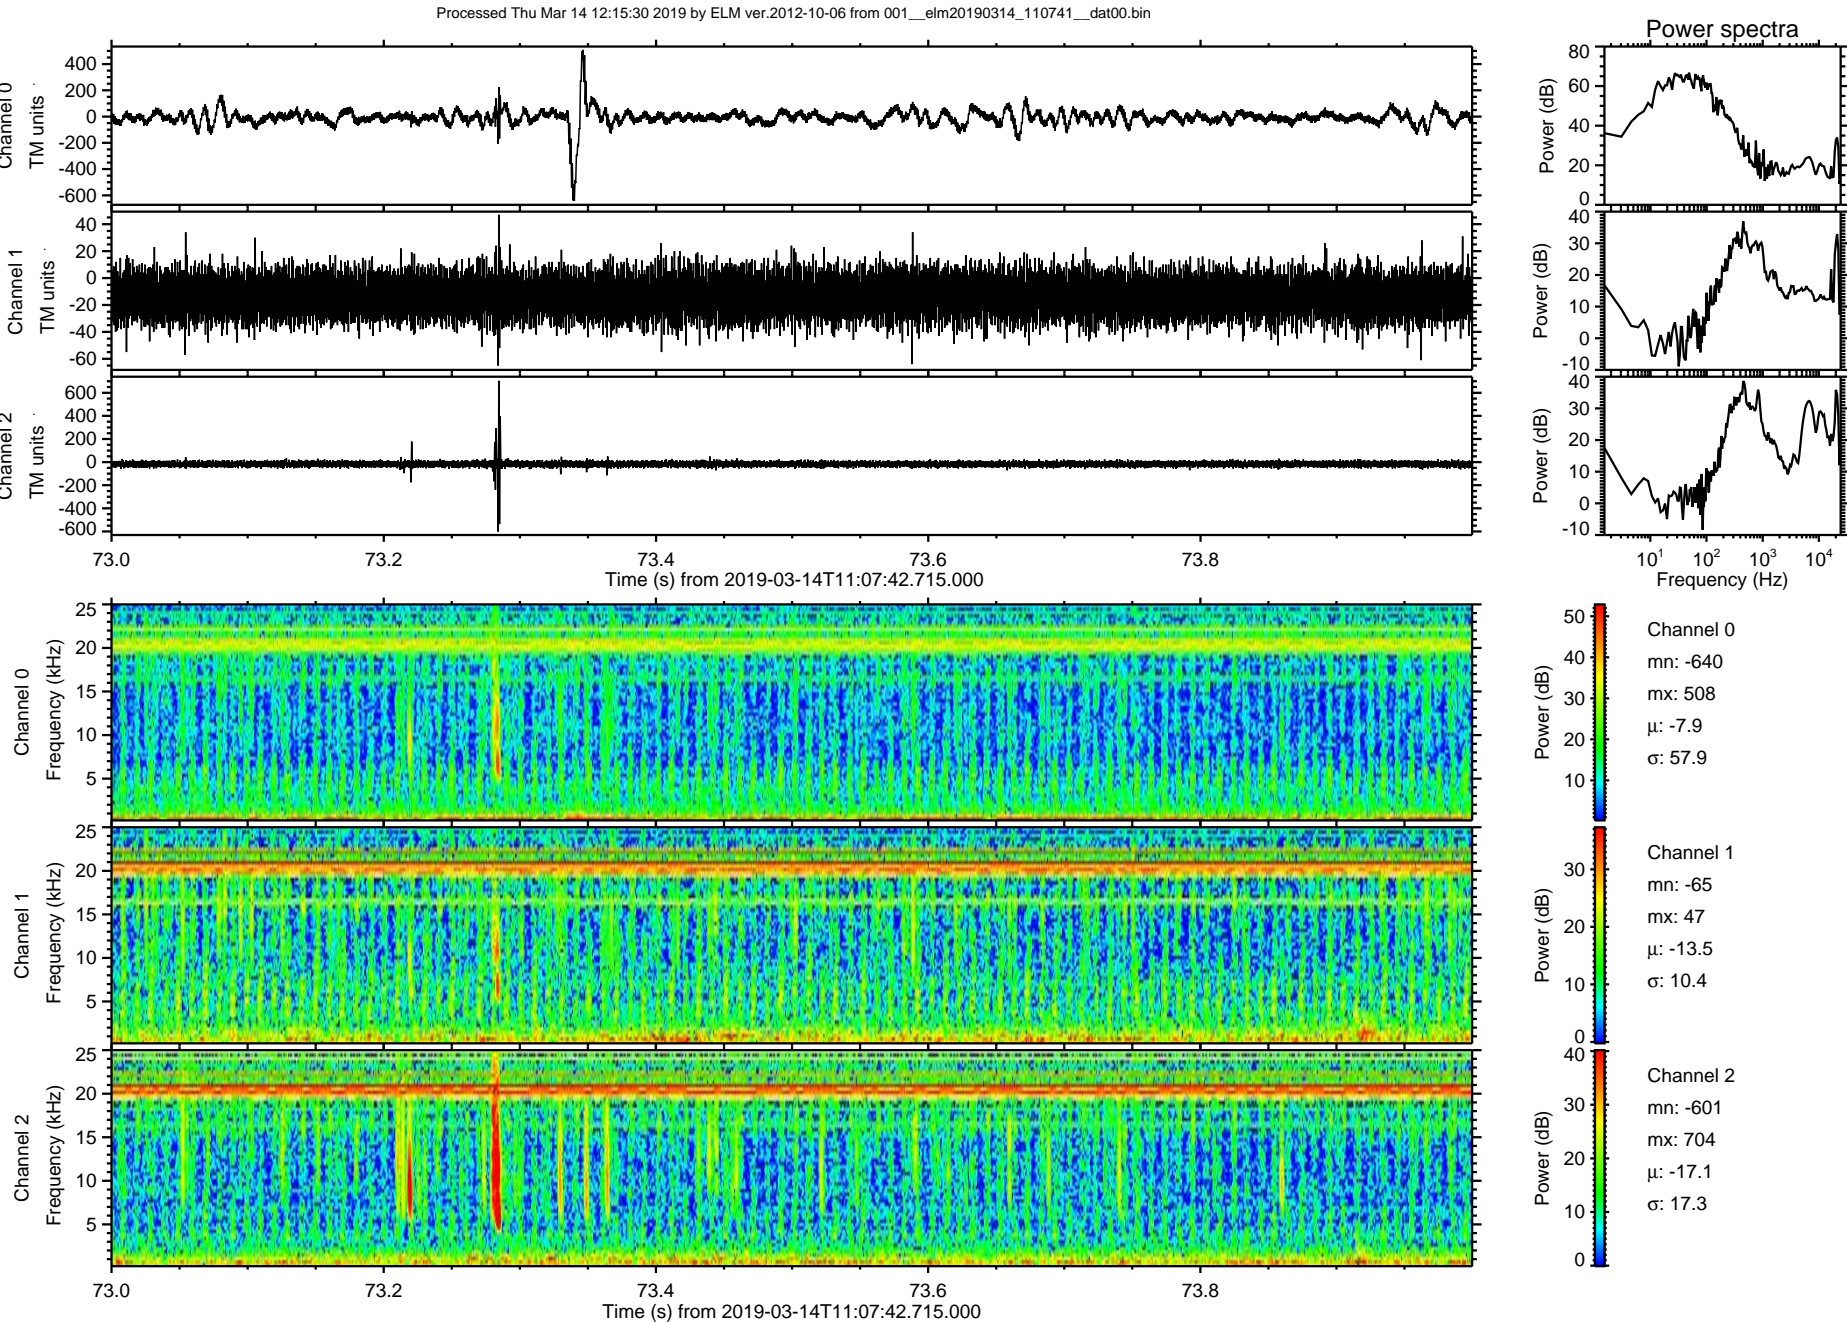 Processed Thu Mar 14 12:15:30 2019 by ELM ver.2012-10-06 from 001__elm20190314_110741__dat00.bin
Power spectra
Channel 0
TM units
400
200
0
-200
-400
-600
Power (dB)
80
60
40
20
0
Channel 1
TM units
40
20
0
-20
-40
-60
Power (dB)
40
30
20
10
0
-10
Channel 2
TM units
600
400
200
0
-200
-400
-600
Power (dB)
40
30
20
10
0
-10
73.0 73.2 73.4 73.6 73.8
Time (s) from 2019-03-14T11:07:42.715.000
10^1 10^2 10^3 10^4
Frequency (Hz)
Channel 0
Frequency (kHz)
25
20
15
10
5
Power (dB)
50
40
30
20
10
Channel 0
mn: -640
mx: 508
μ: -7.9
σ: 57.9
Channel 1
Frequency (kHz)
25
20
15
10
5
Power (dB)
30
20
10
0
Channel 1
mn: -65
mx: 47
μ: -13.5
σ: 10.4
Channel 2
Frequency (kHz)
25
20
15
10
5
Power (dB)
40
30
20
10
0
Channel 2
mn: -601
mx: 704
μ: -17.1
σ: 17.3
73.0 73.2 73.4 73.6 73.8
Time (s) from 2019-03-14T11:07:42.715.000